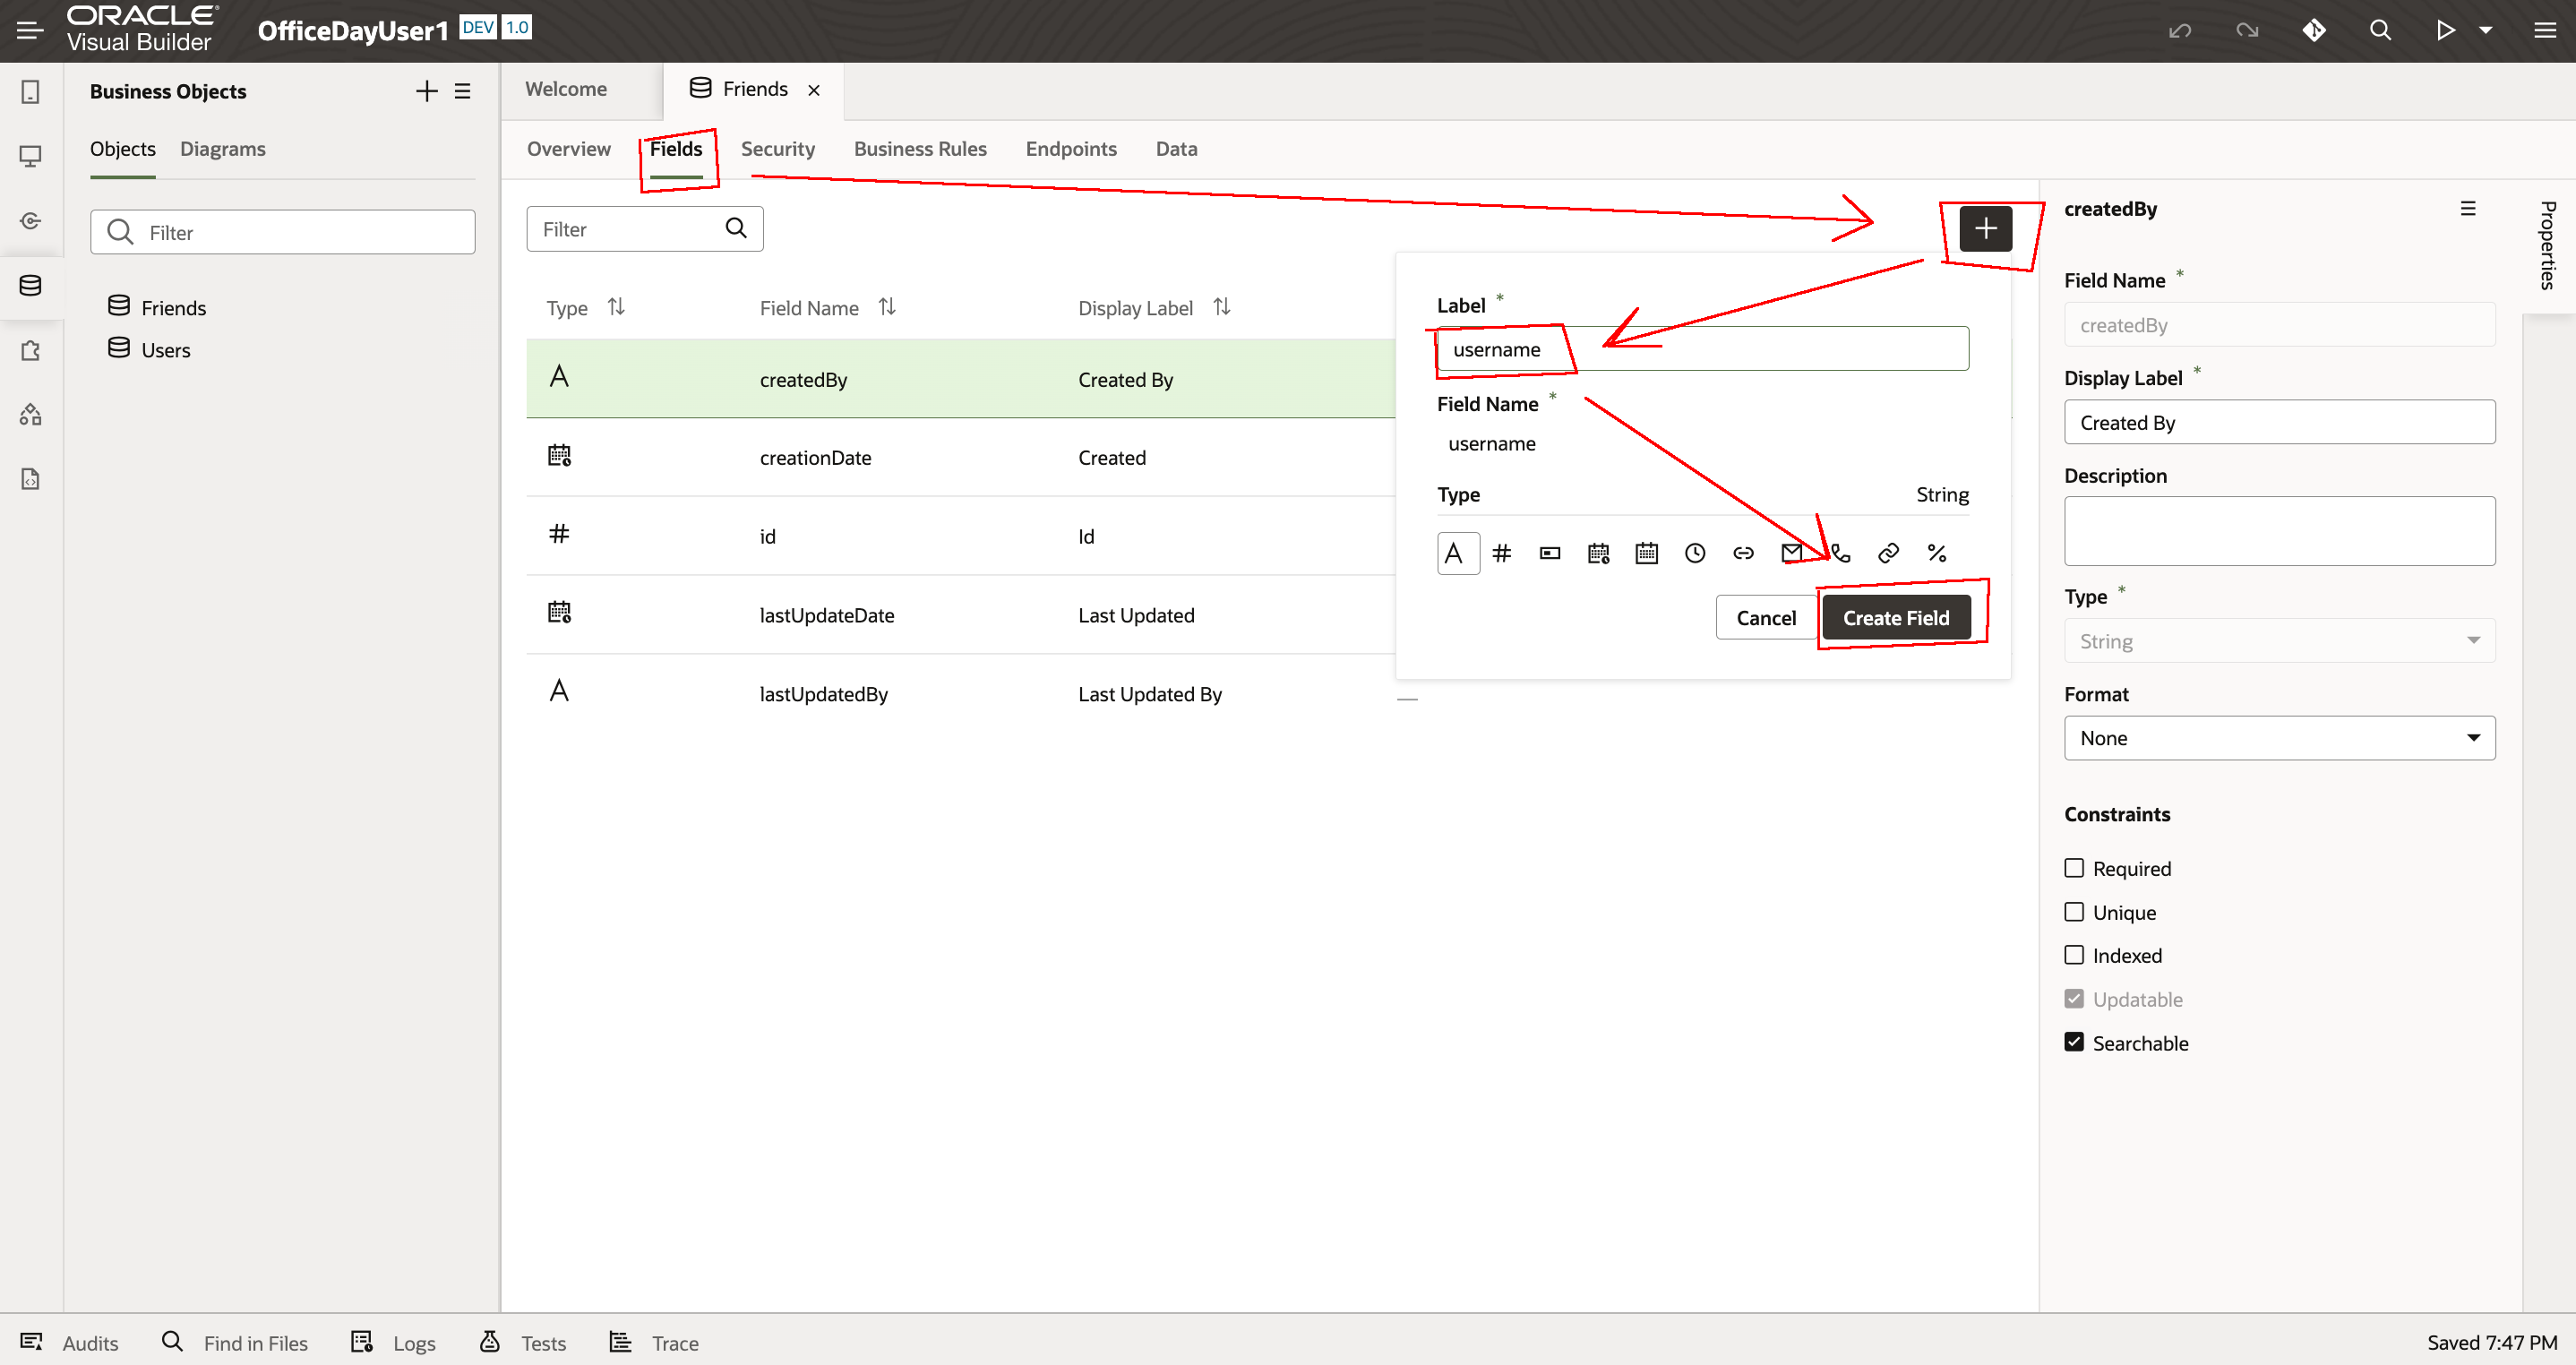 ORACLE
Visual Builder
OfficeDayUser1 DEV 1.0
Business Objects
Objects Diagrams
Filter
Friends
Users
Welcome Friends
Overview Fields Security Business Rules Endpoints Data
Filter
Type Field Name Display Label
createdBy Created By
creationDate Created
id Id
lastUpdateDate Last Updated
lastUpdatedBy Last Updated By
Label *
username
Field Name *
username
Type String
Cancel Create Field
createdBy
Field Name *
createdBy
Display Label *
Created By
Description
Type *
String
Format
None
Constraints
Required
Unique
Indexed
Updatable
Searchable
Properties
Audits Find in Files Logs Tests Trace
Saved 7:47 PM